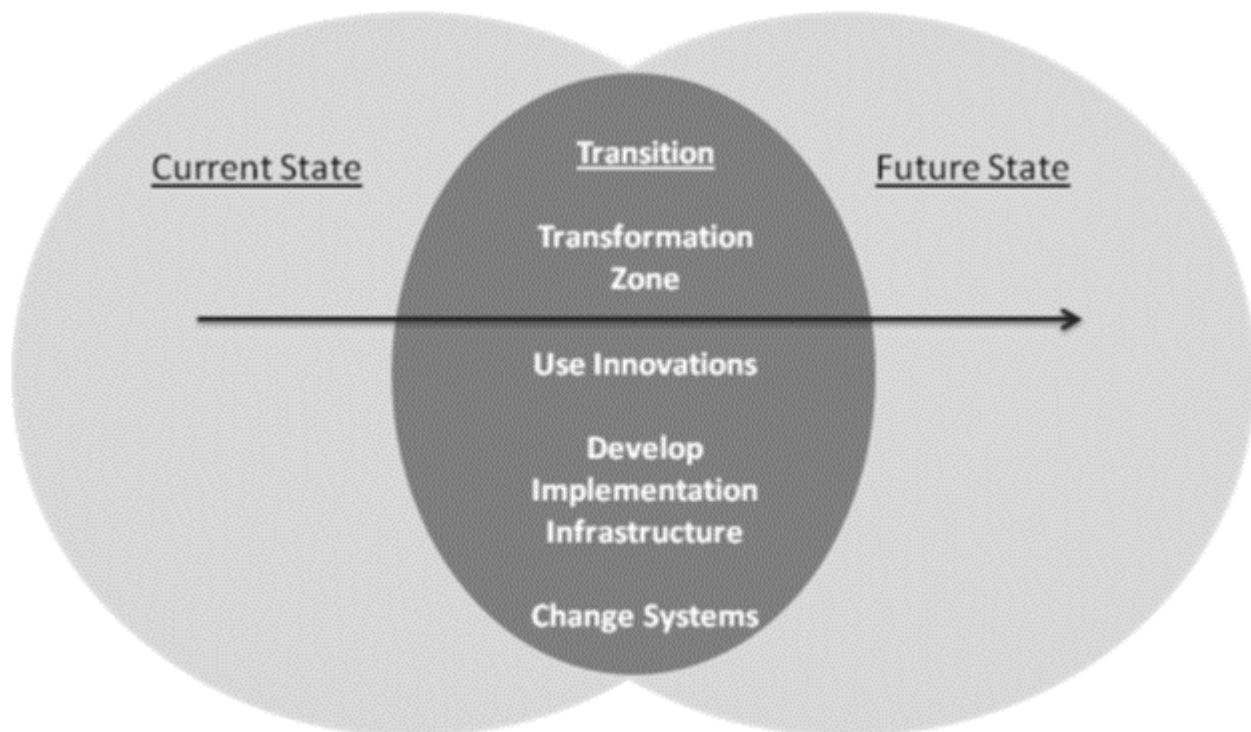 Current State
Transition
Future State
Transformation
Zone
Use Innovations
Develop
Implementation
Infrastructure
Change Systems